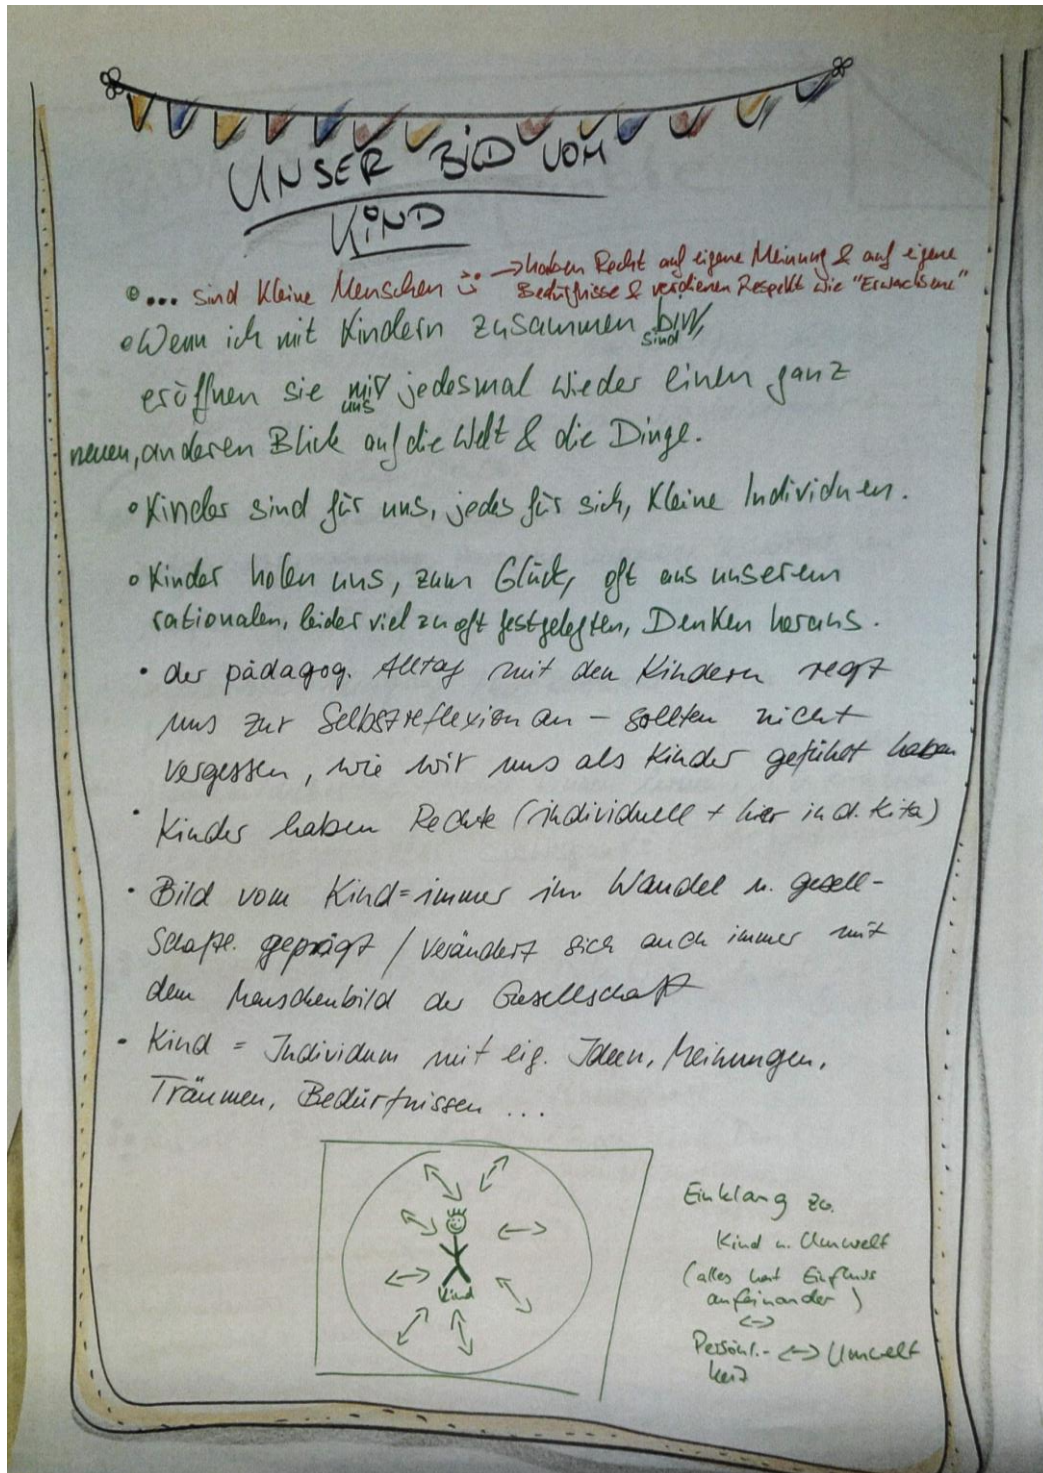 UNSER BILD VOM
KIND
... sind kleine Menschen :) → haben Recht auf eigene Meinung & auf eigene
Bedürfnisse & verdienen Respekt wie "Erwachsene"
• Wenn ich mit Kindern zusammen bin,
sind
eröffnen sie mir jedesmal wieder einen ganz
uns
neuen, anderen Blick auf die Welt & die Dinge.
• Kinder sind für uns, jedes für sich, kleine Individuen.
• Kinder holen uns, zum Glück, oft aus unserem
rationalen, leider viel zu oft festgelegten, Denken heraus.
• der pädagog. Alltag mit den Kindern regt
uns zur Selbstreflexion an - sollten nicht
vergessen, wie wir uns als Kinder gefühlt haben
• Kinder haben Rechte (individuell + hier in d. Kita)
• Bild vom Kind = immer im Wandel u. gesell-
schaftl. geprägt / verändert sich auch immer mit
dem Menschenbild der Gesellschaft
• Kind = Individum mit eig. Ideen, Meinungen,
Träumen, Bedürfnissen ...
Kind
Einklang zw.
Kind u. Umwelt
(alles hat Einfluss
aufeinander)
↔
Persönl.- ↔ Umwelt
keit